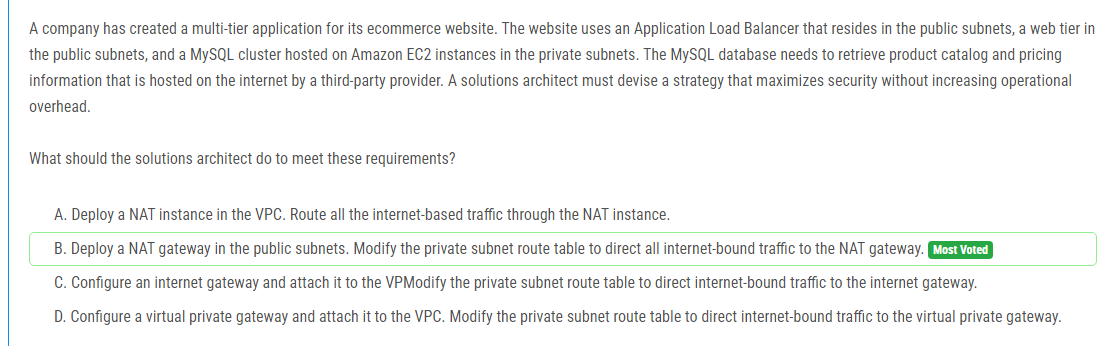 A company has created a multi-tier application for its ecommerce website. The website uses an Application Load Balancer that resides in the public subnets, a web tier in
the public subnets, and a MySQL cluster hosted on Amazon EC2 instances in the private subnets. The MySQL database needs to retrieve product catalog and pricing
information that is hosted on the internet by a third-party provider. A solutions architect must devise a strategy that maximizes security without increasing operational
overhead.
What should the solutions architect do to meet these requirements?
A. Deploy a NAT instance in the VPC. Route all the internet-based traffic through the NAT instance.
B. Deploy a NAT gateway in the public subnets. Modify the private subnet route table to direct all internet-bound traffic to the NAT gateway. Most Voted
C. Configure an internet gateway and attach it to the VPModify the private subnet route table to direct internet-bound traffic to the internet gateway.
D. Configure a virtual private gateway and attach it to the VPC. Modify the private subnet route table to direct internet-bound traffic to the virtual private gateway.